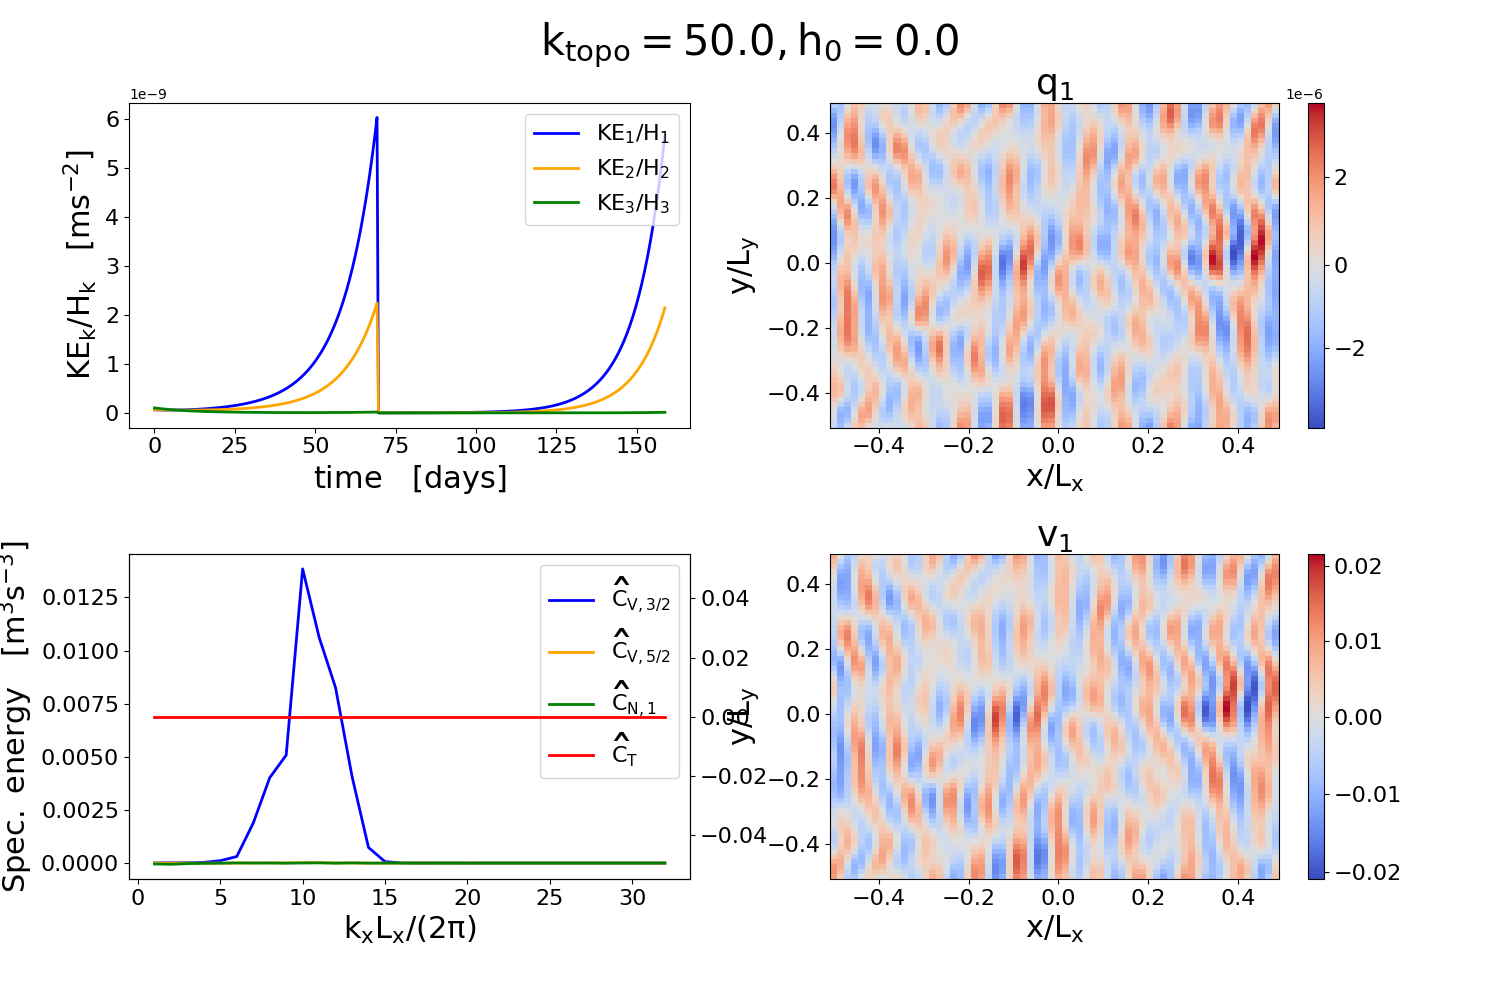 k_topo = 50.0, h_0 = 0.0
1e−9
KE_k/H_k [ms^−2]
6
5
4
3
2
1
0
KE_1/H_1
KE_2/H_2
KE_3/H_3
0 25 50 75 100 125 150
time [days]
q_1
1e−6
y/L_y
0.4
0.2
0.0
−0.2
−0.4
−0.4 −0.2 0.0 0.2 0.4
x/L_x
2
0
−2
Spec. energy [m^3s^−3]
0.0125
0.0100
0.0075
0.0050
0.0025
0.0000
Ĉ_V,3/2
Ĉ_V,5/2
Ĉ_N,1
Ĉ_T
0.04
0.02
0.00
−0.02
−0.04
0 5 10 15 20 25 30
k_xL_x/(2π)
v_1
y/L_y
0.4
0.2
0.0
−0.2
−0.4
−0.4 −0.2 0.0 0.2 0.4
x/L_x
0.02
0.01
0.00
−0.01
−0.02